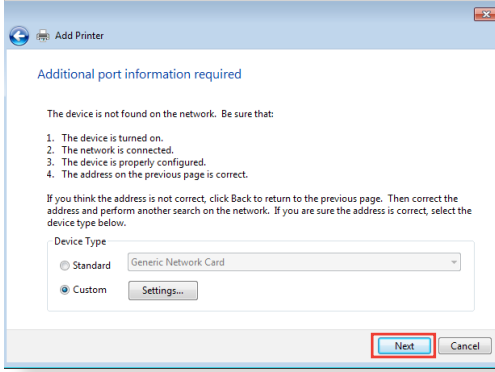 Add Printer
Additional port information required
The device is not found on the network.  Be sure that:
1.  The device is turned on.
2.  The network is connected.
3.  The device is properly configured.
4.  The address on the previous page is correct.
If you think the address is not correct, click Back to return to the previous page.  Then correct the
address and perform another search on the network.  If you are sure the address is correct, select the
device type below.
Device Type
Standard
Generic Network Card
Custom
Settings...
Next
Cancel